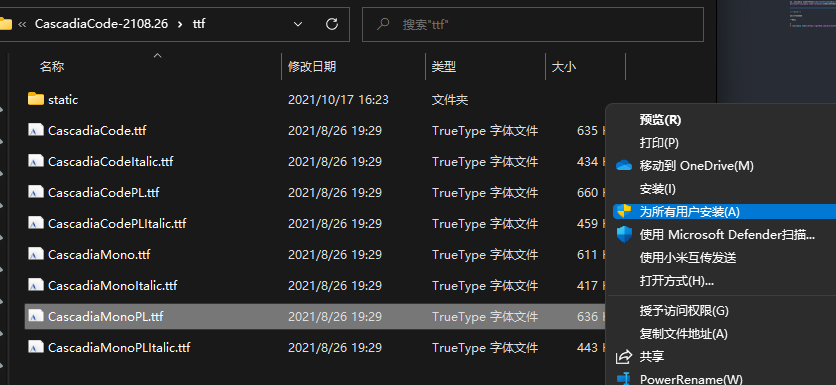 « CascadiaCode-2108.26 › ttf
搜索"ttf"
名称 修改日期 类型 大小
static 2021/10/17 16:23 文件夹
CascadiaCode.ttf 2021/8/26 19:29 TrueType 字体文件 635
CascadiaCodeItalic.ttf 2021/8/26 19:29 TrueType 字体文件 434
CascadiaCodePL.ttf 2021/8/26 19:29 TrueType 字体文件 660
CascadiaCodePLItalic.ttf 2021/8/26 19:29 TrueType 字体文件 459
CascadiaMono.ttf 2021/8/26 19:29 TrueType 字体文件 611
CascadiaMonoItalic.ttf 2021/8/26 19:29 TrueType 字体文件 417
CascadiaMonoPL.ttf 2021/8/26 19:29 TrueType 字体文件 636
CascadiaMonoPLItalic.ttf 2021/8/26 19:29 TrueType 字体文件 443
预览(R)
打印(P)
移动到 OneDrive(M)
安装(I)
为所有用户安装(A)
使用 Microsoft Defender扫描...
使用小米互传发送
打开方式(H)...
授予访问权限(G)
复制文件地址(A)
共享
PowerRename(W)